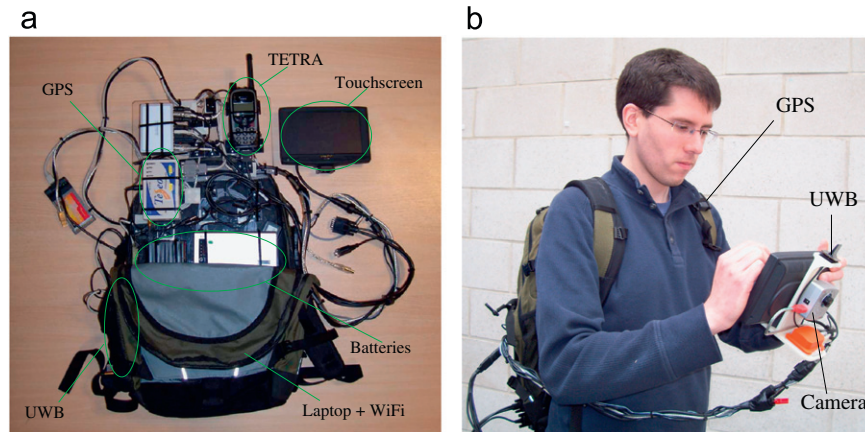 a
b
TETRA
GPS
Touchscreen
Batteries
UWB
Laptop + WiFi
GPS
UWB
Camera